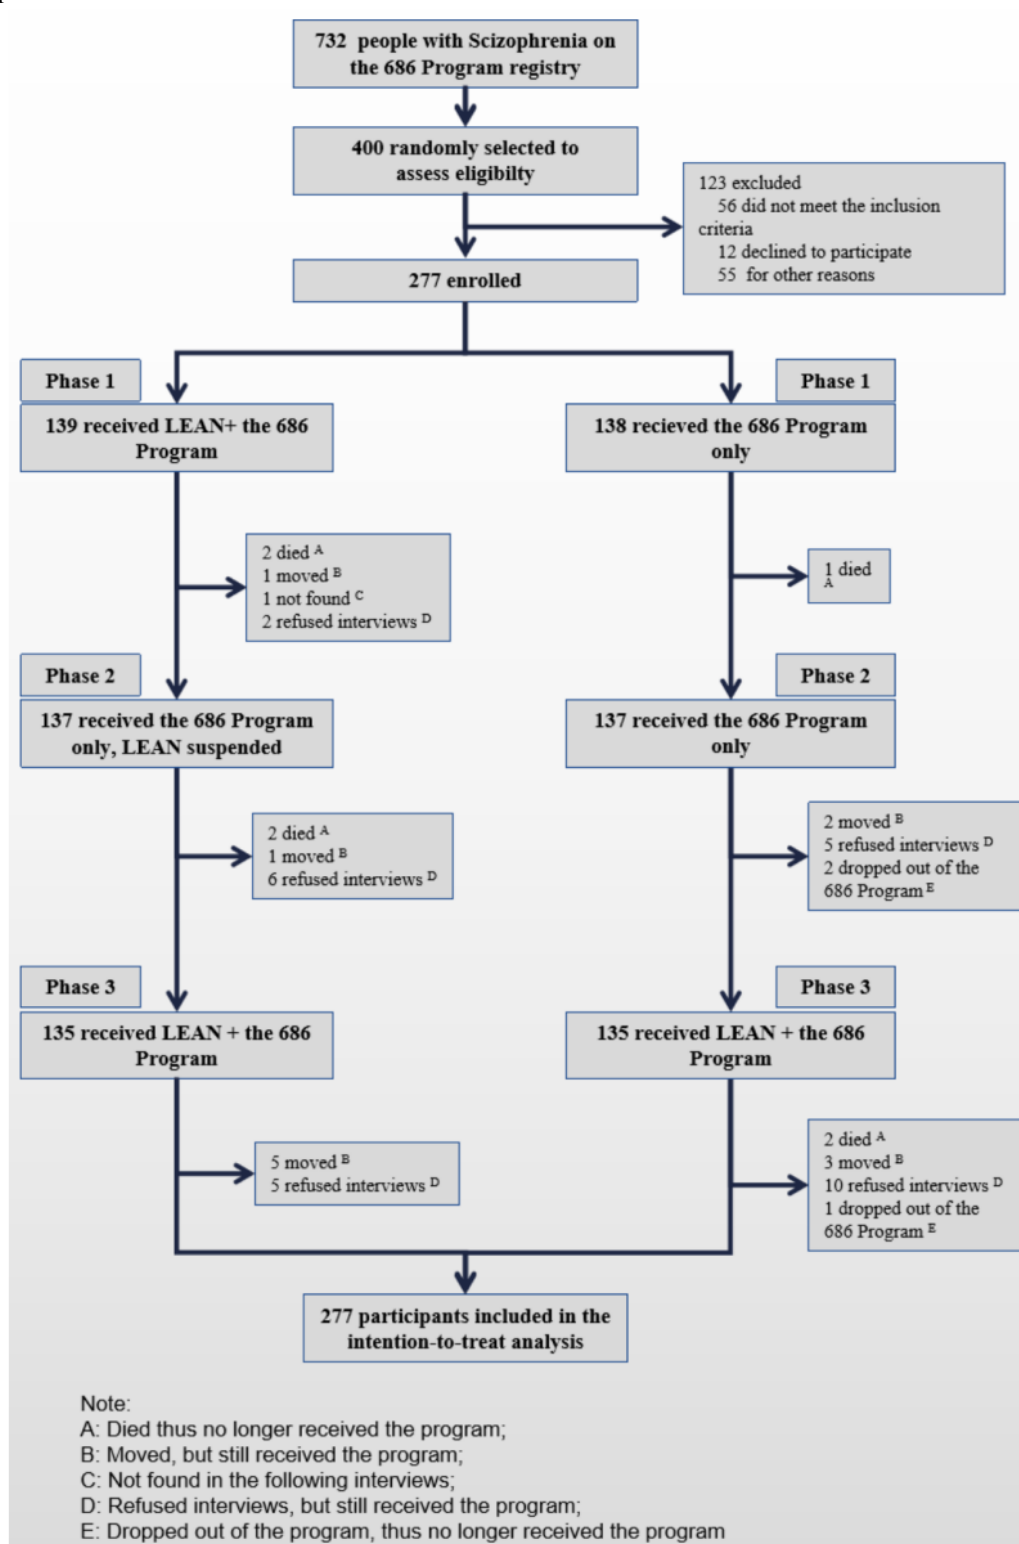 732 people with Scizophrenia on
the 686 Program registry
400 randomly selected to
assess eligibilty
123 excluded
56 did not meet the inclusion
criteria
12 declined to participate
55 for other reasons
277 enrolled
Phase 1
139 received LEAN+ the 686
Program
Phase 1
138 recieved the 686 Program
only
2 died A
1 moved B
1 not found C
2 refused interviews D
1 died
A
Phase 2
137 received the 686 Program
only, LEAN suspended
Phase 2
137 received the 686 Program
only
2 died A
1 moved B
6 refused interviews D
2 moved B
5 refused interviews D
2 dropped out of the
686 Program E
Phase 3
135 received LEAN + the 686
Program
Phase 3
135 received LEAN + the 686
Program
5 moved B
5 refused interviews D
2 died A
3 moved B
10 refused interviews D
1 dropped out of the
686 Program E
277 participants included in the
intention-to-treat analysis
Note:
A: Died thus no longer received the program;
B: Moved, but still received the program;
C: Not found in the following interviews;
D: Refused interviews, but still received the program;
E: Dropped out of the program, thus no longer received the program